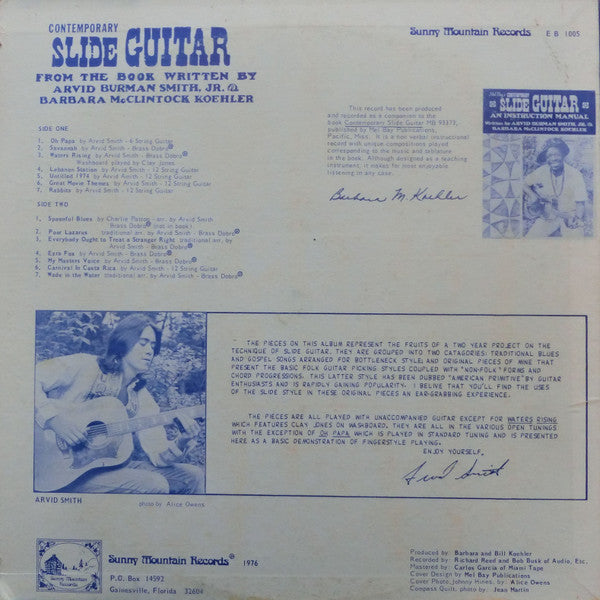 CONTEMPORARY
SLIDE GUITAR
FROM THE BOOK WRITTEN BY
ARVID BURMAN SMITH, JR. &
BARBARA McCLINTOCK KOEHLER
Sunny Mountain Records EB 1005
This record has been produced
and recorded as a companion to the
book Contemporary Slide Guitar MB 93373,
published by Mel Bay Publications,
Pacific, Miss. It is a non verbal instructional
record with unique compositions played
corresponding to the music and tablature
in the book. Although designed as a teaching
instrument, it makes for most enjoyable
listening in any case.
Barbara M. Koehler
Mel Bay's CONTEMPORARY
SLIDE GUITAR
AN INSTRUCTION MANUAL
Written by ARVID BURMAN SMITH, JR. &
BARBARA McCLINTOCK KOEHLER
SIDE ONE
1. Oh Papa by Arvid Smith - 6 String Guitar
2. Savannah by Arvid Smith - Brass Dobro®
3. Waters Rising by Arvid Smith - Brass Dobro®
Washboard played by Clay Jones
4. Lebanon Station by Arvid Smith - 12 String Guitar
5. Untitled 1974 by Arvid Smith - 12 String Guitar
6. Great Movie Themes by Arvid Smith - 12 String Guitar
7. Rabbits by Arvid Smith - 12 String Guitar
SIDE TWO
1. Spoonful Blues by Charlie Patton - arr. by Arvid Smith
Brass Dobro® (not in book)
2. Poor Lazarus traditional arr. by Arvid Smith - Brass Dobro®
3. Everybody Ought to Treat a Stranger Right traditional arr. by
Arvid Smith - Brass Dobro®
4. Ezra Fox by Arvid Smith - Brass Dobro®
5. My Masters Voice by Arvid Smith - Brass Dobro®
6. Carnival In Costa Rica by Arvid Smith - 12 String Guitar
7. Wade in the Water traditional arr. by Arvid Smith - Brass Dobro®
THE PIECES ON THIS ALBUM REPRESENT THE FRUITS OF A TWO YEAR PROJECT ON THE
TECHNIQUE OF SLIDE GUITAR. THEY ARE GROUPED INTO TWO CATAGORIES: TRADITIONAL BLUES
AND GOSPEL SONGS ARRANGED FOR BOTTLENECK STYLE; AND ORIGINAL PIECES OF MINE THAT
PRESENT THE BASIC FOLK GUITAR PICKING STYLES COUPLED WITH "NON-FOLK" FORMS AND
CHORD PROGRESSIONS. THIS LATTER STYLE HAS BEEN DUBBED "AMERICAN PRIMITIVE" BY GUITAR
ENTHUSIASTS AND IS RAPIDLY GAINING POPULARITY. I BELIVE THAT YOU'LL FIND THE USES
OF THE SLIDE STYLE IN THESE ORIGINAL PIECES AN EAR-GRABBING EXPERIENCE.
THE PIECES ARE ALL PLAYED WITH UNACCOMPANIED GUITAR EXCEPT FOR WATERS RISING
WHICH FEATURES CLAY JONES ON WASHBOARD. THEY ARE ALL IN THE VARIOUS OPEN TUNINGS
WITH THE EXCEPTION OF OH PAPA WHICH IS PLAYED IN STANDARD TUNING AND IS PRESENTED
HERE AS A BASIC DEMONSTRATION OF FINGERSTYLE PLAYING.
ENJOY YOURSELF,
Arvid Smith
ARVID SMITH
photo by Alice Owens
Sunny Mountain
Records
Sunny Mountain Records® 1976
P.O. Box 14592
Gainesville, Florida 32604
Produced by: Barbara and Bill Koehler
Recorded by: Richard Reed and Bob Busk of Audio, Etc.
Mastered by: Carlos Garcia of Miami Tape
Cover Design by Mel Bay Publications
Cover Photo, Johnny Hines: by: Alice Owens
Compass Quilt, photo by: Jean Martin